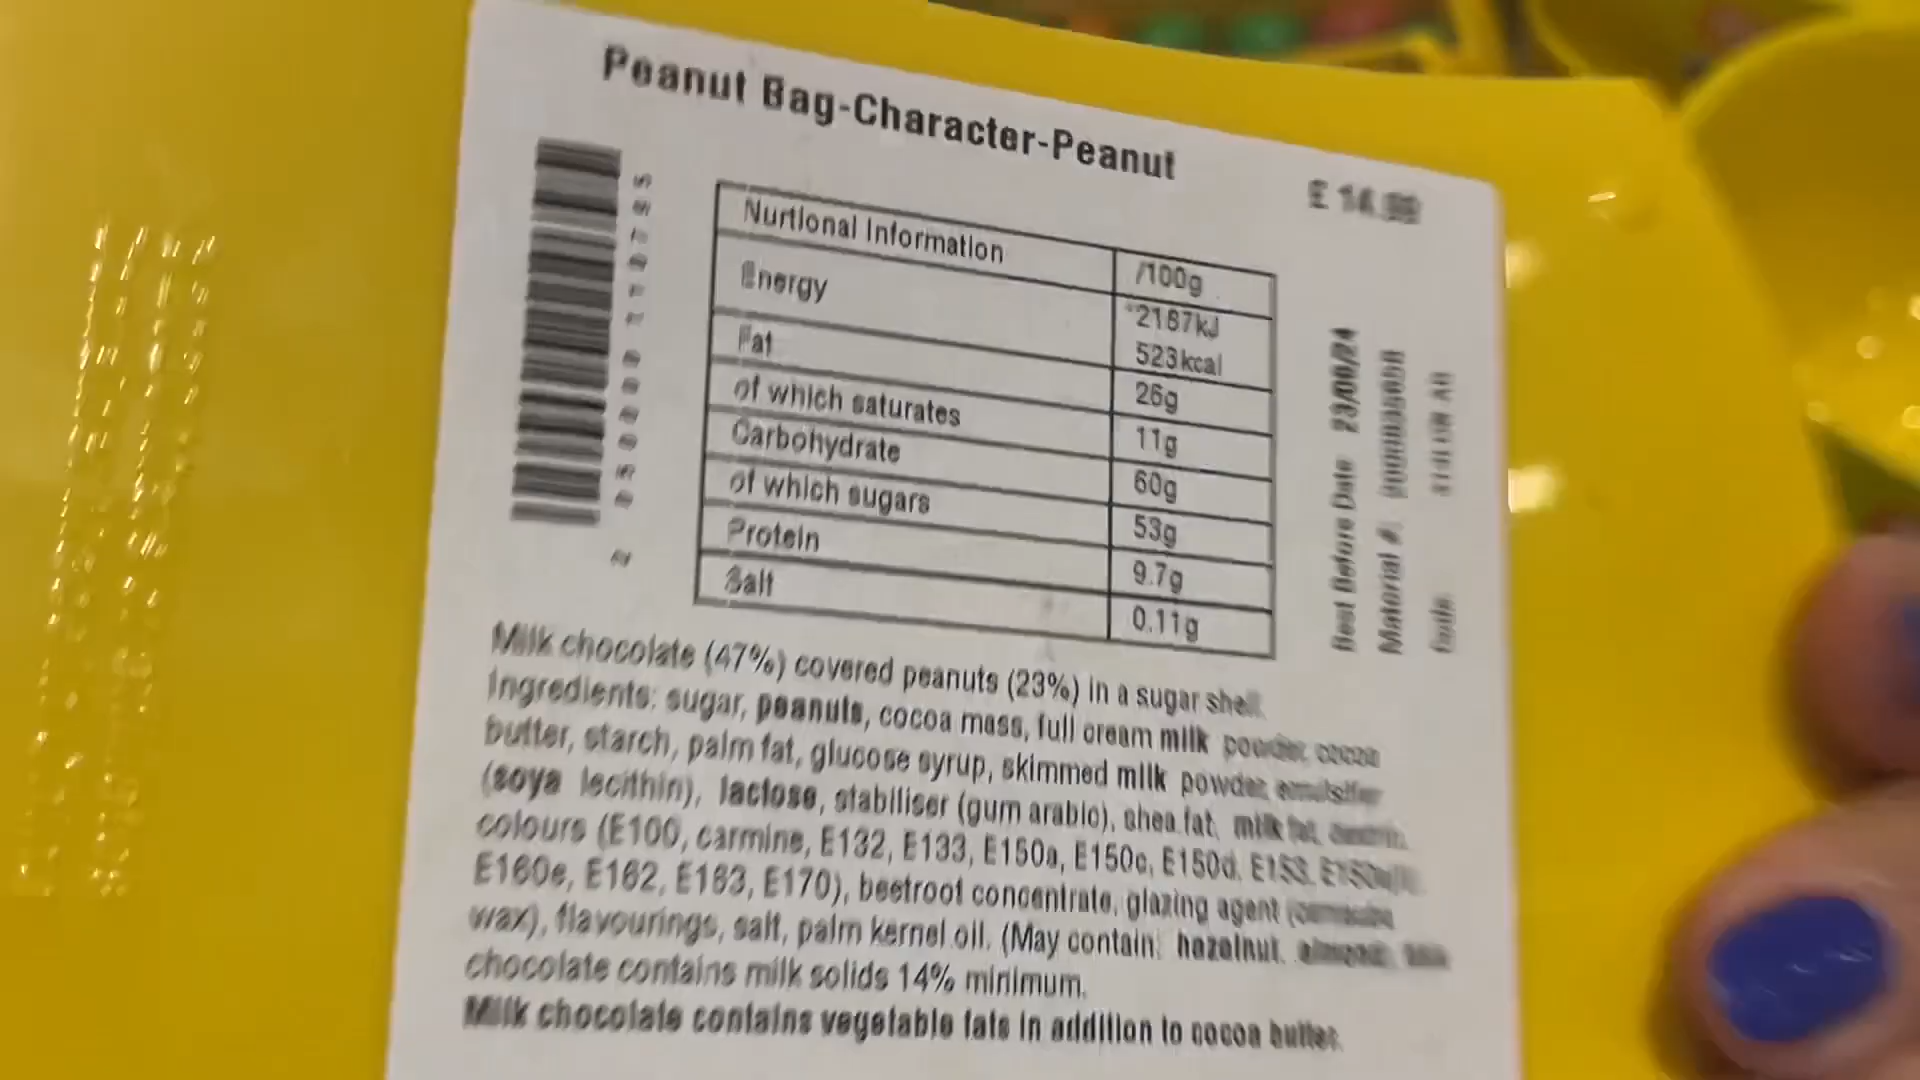 Peanut Bag-Character-Peanut
£ 14.99
Nurtional Information /100g
Energy 2187kJ
523kcal
Fat 26g
of which saturates 11g
Carbohydrate 60g
of which sugars 53g
Protein 9.7g
Salt 0.11g
Best Before Date
Material #:
Milk chocolate (47%) covered peanuts (23%) in a sugar shell.
Ingredients: sugar, peanuts, cocoa mass, full cream milk powder, cocoa
butter, starch, palm fat, glucose syrup, skimmed milk powder, emulsifier
(soya lecithin), lactose, stabiliser (gum arabic), shea fat, milk fat,
colours (E100, carmine, E132, E133, E150a, E150c, E150d, E153,
E160e, E162, E163, E170), beetroot concentrate, glazing agent (carnauba
wax), flavourings, salt, palm kernel oil. (May contain: hazelnut, almond).
chocolate contains milk solids 14% minimum.
Milk chocolate contains vegetable fats in addition to cocoa butter.